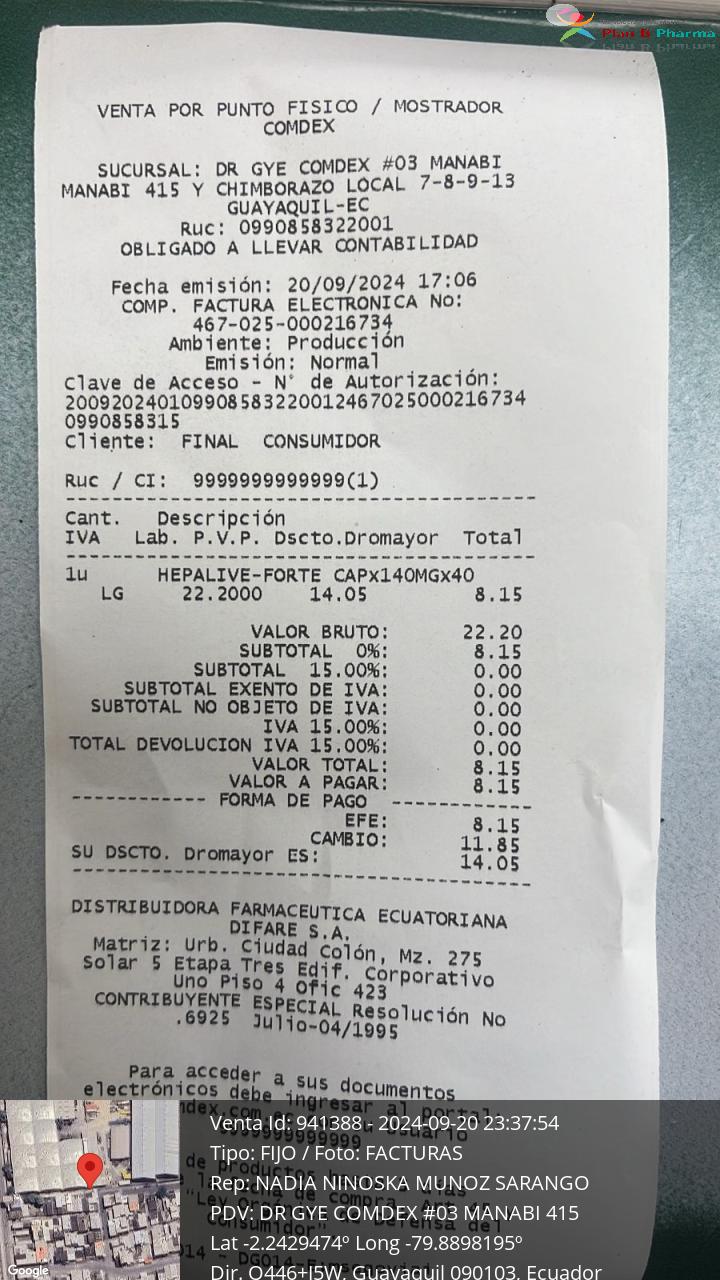 Plan B Pharma
VENTA POR PUNTO FISICO / MOSTRADOR
COMDEX
SUCURSAL: DR GYE COMDEX #03 MANABI
MANABI 415 Y CHIMBORAZO LOCAL 7-8-9-13
GUAYAQUIL-EC
Ruc: 0990858322001
OBLIGADO A LLEVAR CONTABILIDAD
Fecha emisión: 20/09/2024 17:06
COMP. FACTURA ELECTRONICA No:
467-025-000216734
Ambiente: Producción
Emisión: Normal
Clave de Acceso - N° de Autorización:
200920240109908583220012467025000216734
0990858315
Cliente: FINAL CONSUMIDOR
Ruc / CI: 9999999999999(1)
Cant. Descripción
IVA Lab. P.V.P. Dscto.Dromayor Total
1u HEPALIVE-FORTE CAPx140MGx40
LG 22.2000 14.05 8.15
VALOR BRUTO: 22.20
SUBTOTAL 0%: 8.15
SUBTOTAL 15.00%: 0.00
SUBTOTAL EXENTO DE IVA: 0.00
SUBTOTAL NO OBJETO DE IVA: 0.00
IVA 15.00%: 0.00
TOTAL DEVOLUCION IVA 15.00%: 0.00
VALOR TOTAL: 8.15
VALOR A PAGAR: 8.15
------------ FORMA DE PAGO ------------
EFE: 8.15
CAMBIO: 11.85
SU DSCTO. Dromayor ES: 14.05
DISTRIBUIDORA FARMACEUTICA ECUATORIANA
DIFARE S.A.
Matriz: Urb. Ciudad Colón, Mz. 275
Solar 5 Etapa Tres Edif. Corporativo
Uno Piso 4 Ofic 423
CONTRIBUYENTE ESPECIAL Resolución No
.6925 Julio-04/1995
Para acceder a sus documentos
electrónicos debe ingresar al portal:
Venta Id: 941388 - 2024-09-20 23:37:54
Tipo: FIJO / Foto: FACTURAS
Rep: NADIA NINOSKA MUNOZ SARANGO
PDV: DR GYE COMDEX #03 MANABI 415
Lat -2.2429474º Long -79.8898195º
Dir. Q446+J5W, Guayaquil 090103, Ecuador
Google